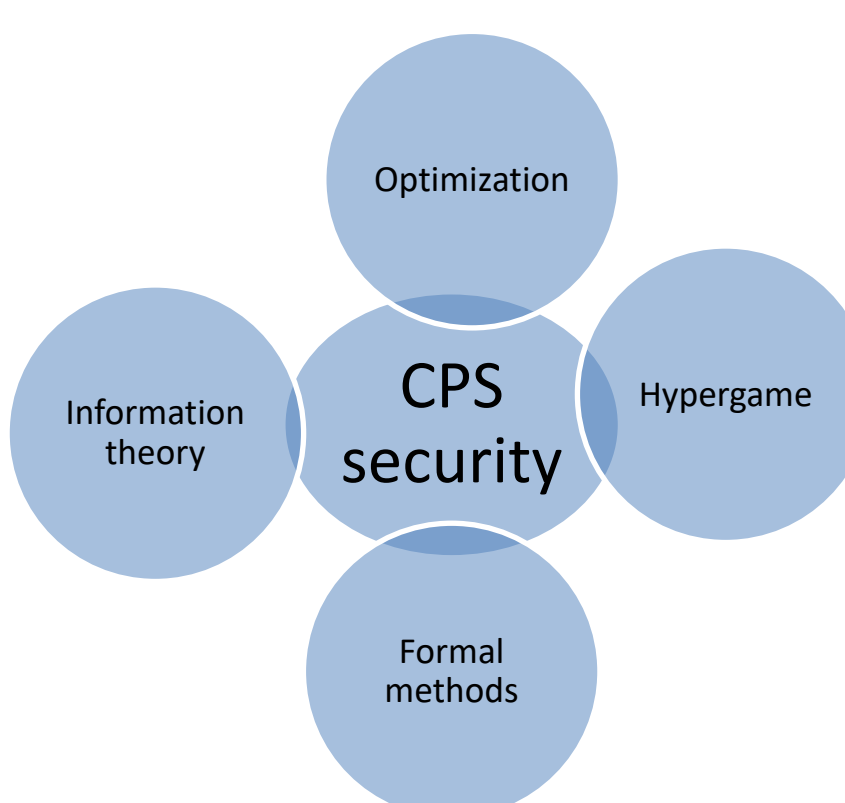 Optimization
CPS
security
Hypergame
Information
theory
Formal
methods